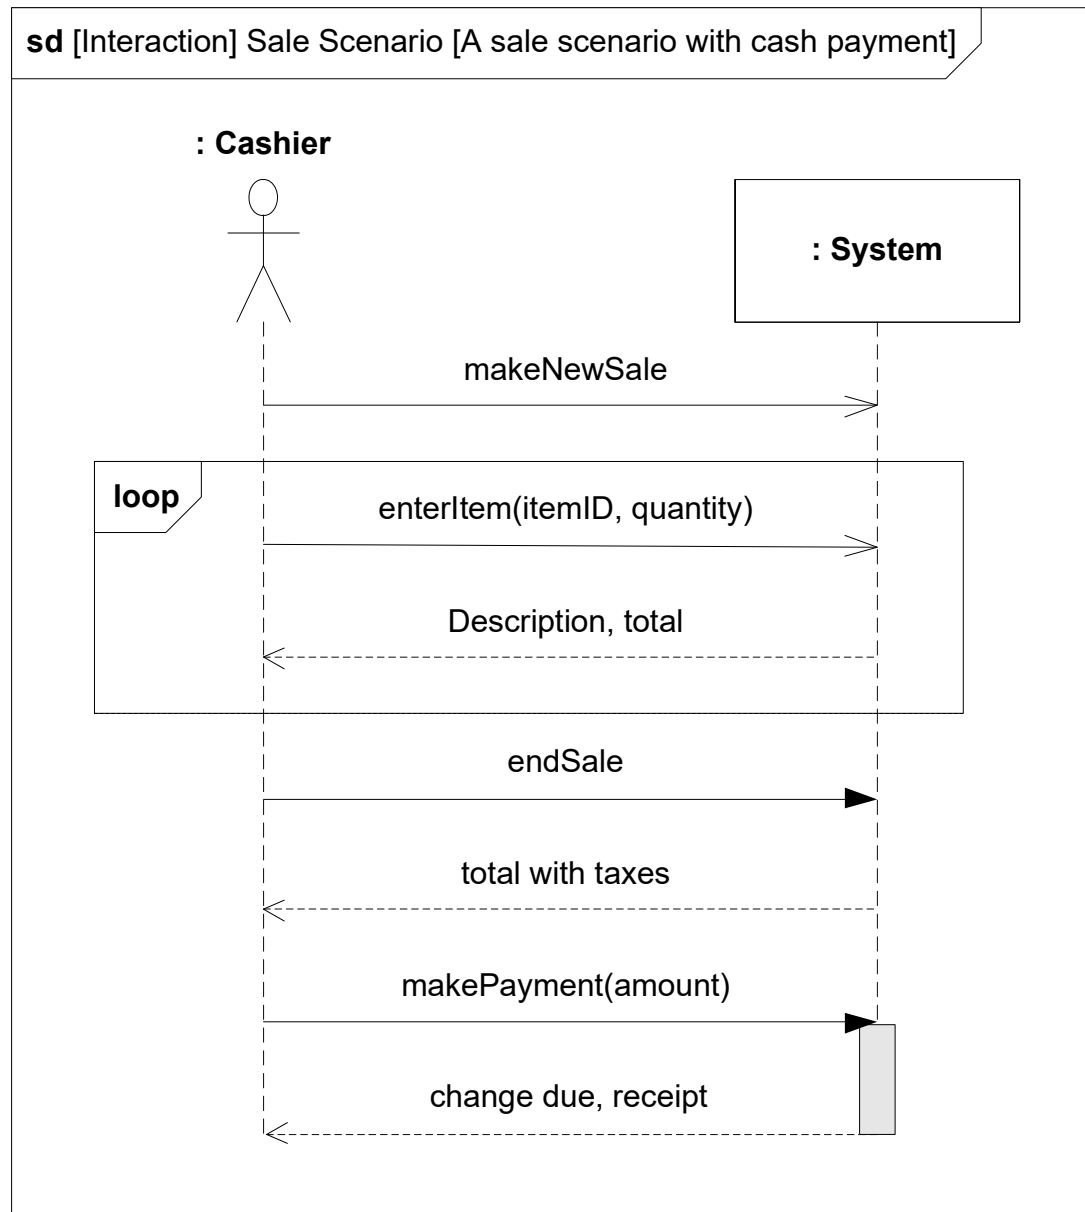 sd [Interaction] Sale Scenario [A sale scenario with cash payment]
: Cashier
: System
makeNewSale
loop
enterItem(itemID, quantity)
Description, total
endSale
total with taxes
makePayment(amount)
change due, receipt